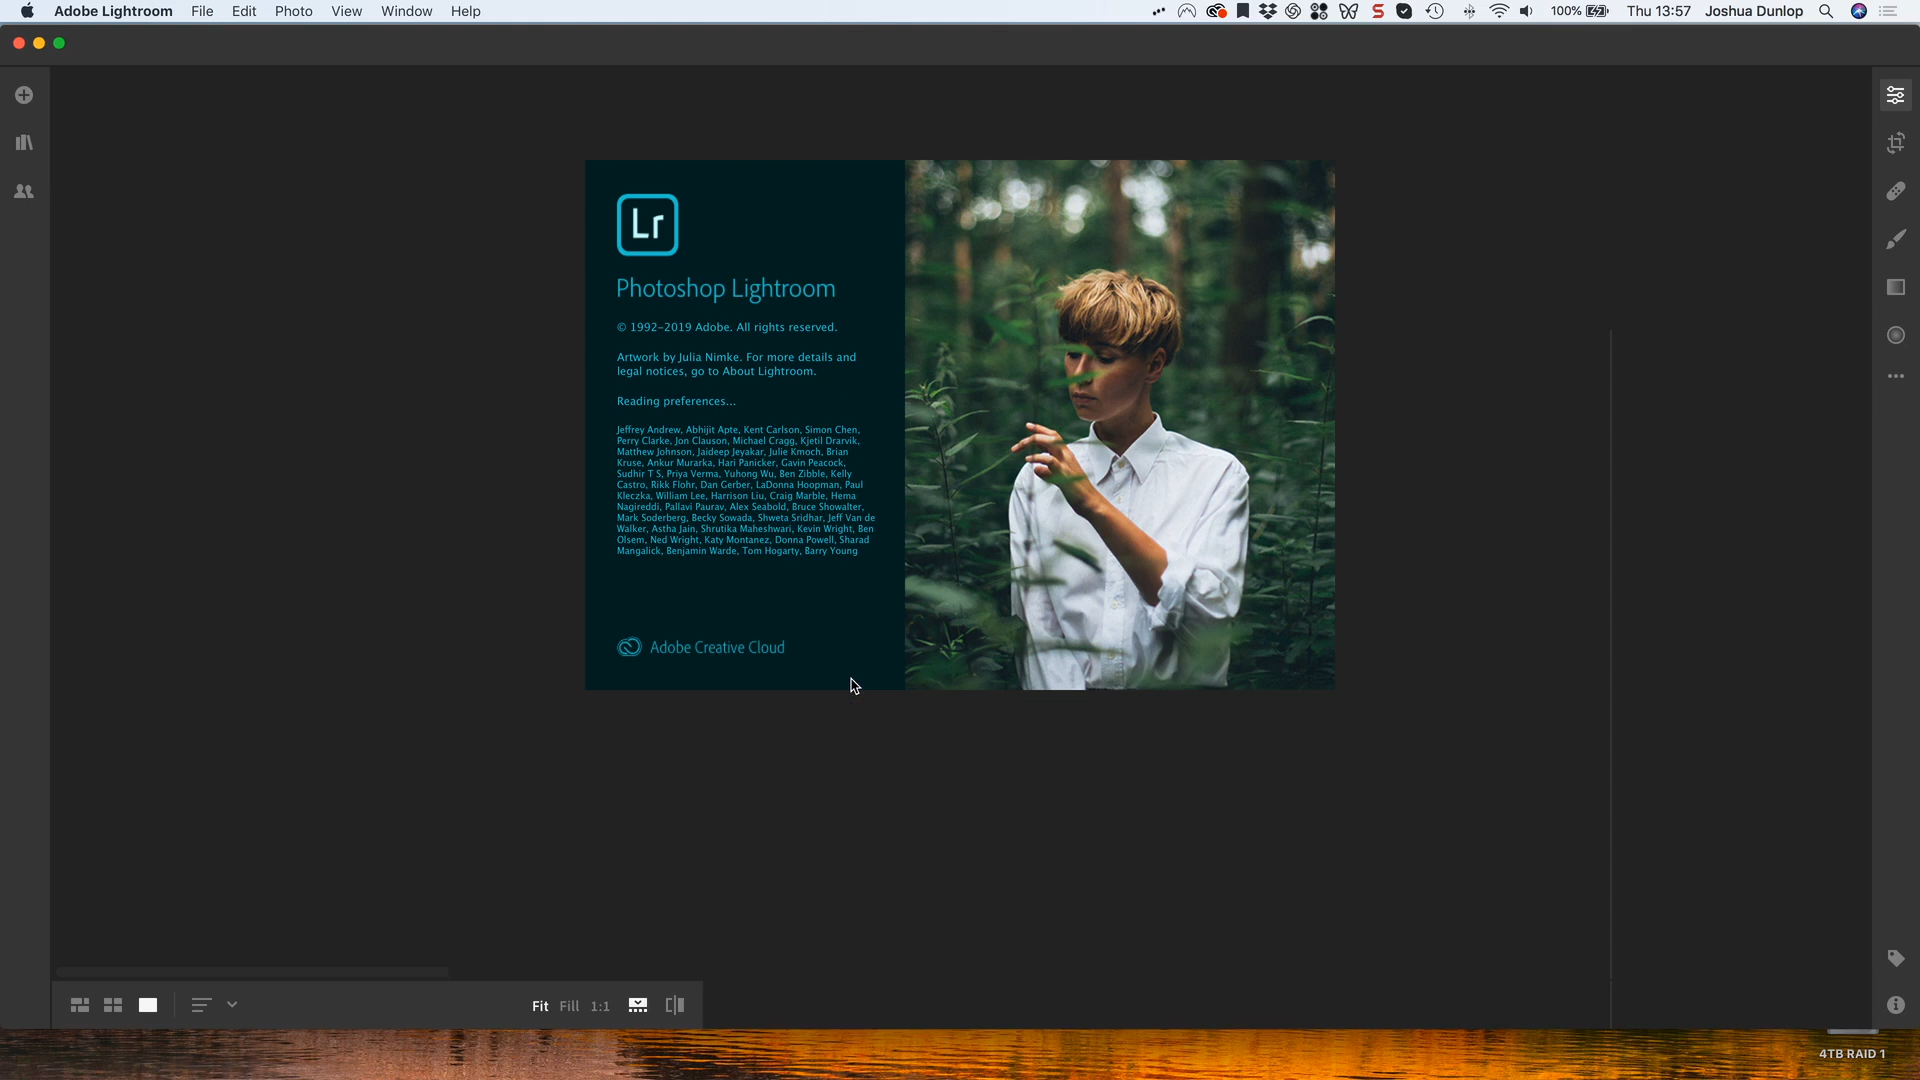 Adobe Lightroom File Edit Photo View Window Help 100% Thu 13:57 Joshua Dunlop
Lr
Photoshop Lightroom
© 1992-2019 Adobe. All rights reserved.
Artwork by Julia Nimke. For more details and
legal notices, go to About Lightroom.
Reading preferences...
Jeffrey Andrew, Abhijit Apte, Kent Carlson, Simon Chen,
Perry Clarke, Jon Clauson, Michael Cragg, Kjetil Drarvik,
Matthew Johnson, Jaideep Jeyakar, Julie Kmoch, Brian
Kruse, Ankur Murarka, Hari Panicker, Gavin Peacock,
Sudhir T S, Priya Verma, Yuhong Wu, Ben Zibble, Kelly
Castro, Rikk Flohr, Dan Gerber, LaDonna Hoopman, Paul
Kleczka, William Lee, Harrison Liu, Craig Marble, Hema
Nagireddi, Pallavi Paurav, Alex Seabold, Bruce Showalter,
Mark Soderberg, Becky Sowada, Shweta Sridhar, Jeff Van de
Walker, Astha Jain, Shrutika Maheshwari, Kevin Wright, Ben
Olsem, Ned Wright, Katy Montanez, Donna Powell, Sharad
Mangalick, Benjamin Warde, Tom Hogarty, Barry Young
Adobe Creative Cloud
Fit Fill 1:1
4TB RAID 1